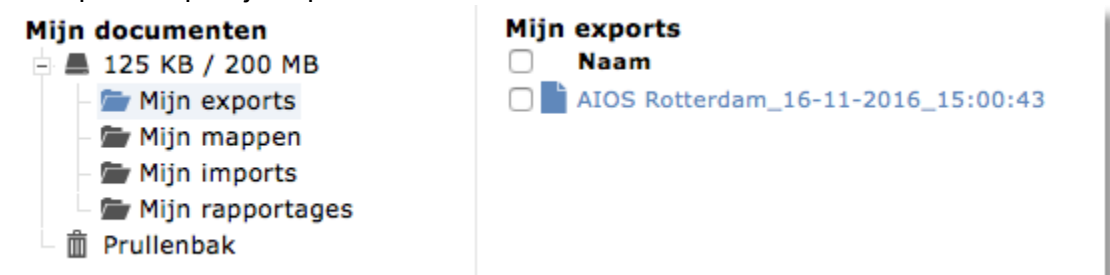 Mijn documenten
125 KB / 200 MB
Mijn exports
Mijn mappen
Mijn imports
Mijn rapportages
Prullenbak
Mijn exports
Naam
AIOS Rotterdam_16-11-2016_15:00:43